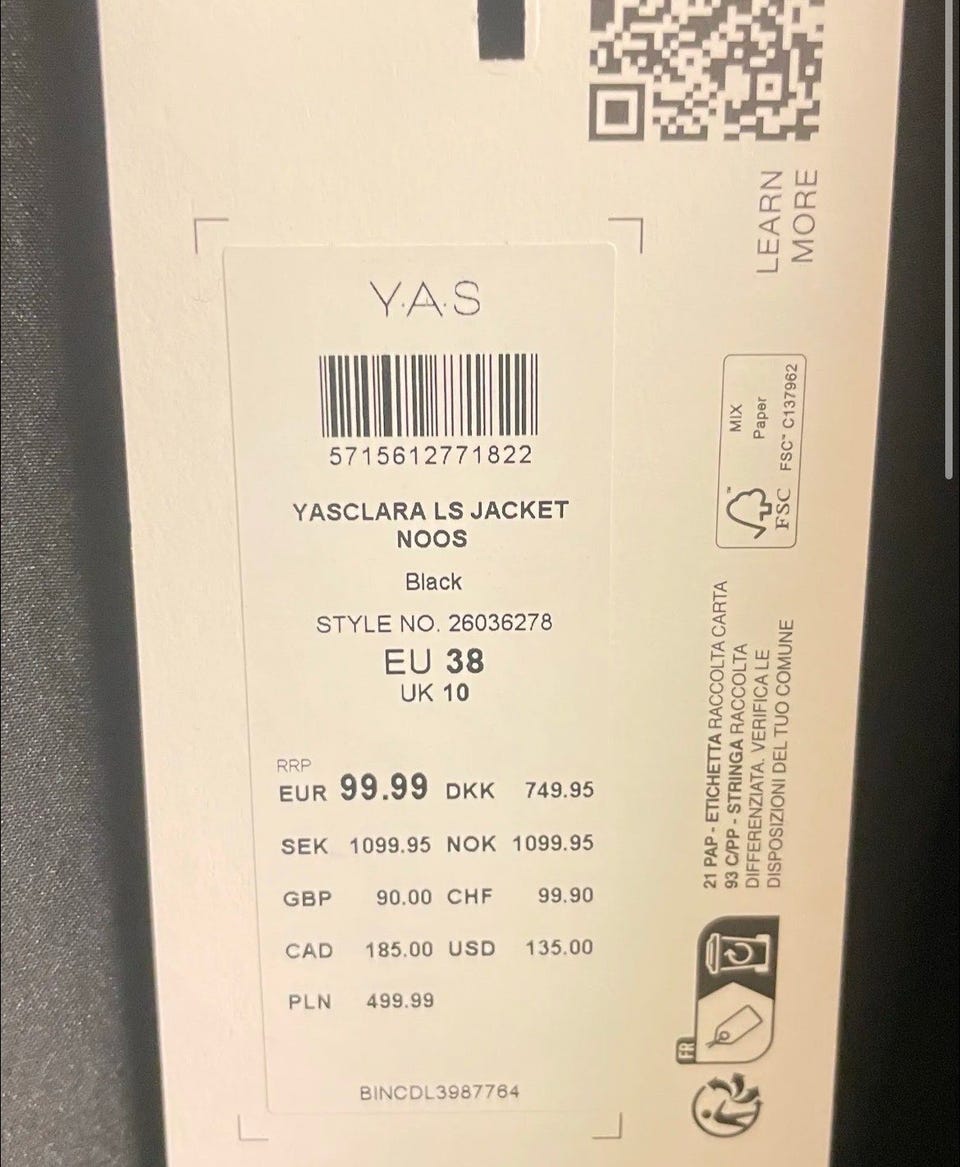 Y.A.S
5715612771822
YASCLARA LS JACKET
NOOS
Black
STYLE NO. 26036278
EU 38
UK 10
RRP
EUR 99.99 DKK 749.95
SEK 1099.95 NOK 1099.95
GBP 90.00 CHF 99.90
CAD 185.00 USD 135.00
PLN 499.99
BINCDL3987764
LEARN
MORE
MIX
Paper
FSC™ C137962
FSC™
21 PAP - ETICHETTA RACCOLTA CARTA
93 C/PP - STRINGA RACCOLTA
DIFFERENZIATA. VERIFICA LE
DISPOSIZIONI DEL TUO COMUNE
FR